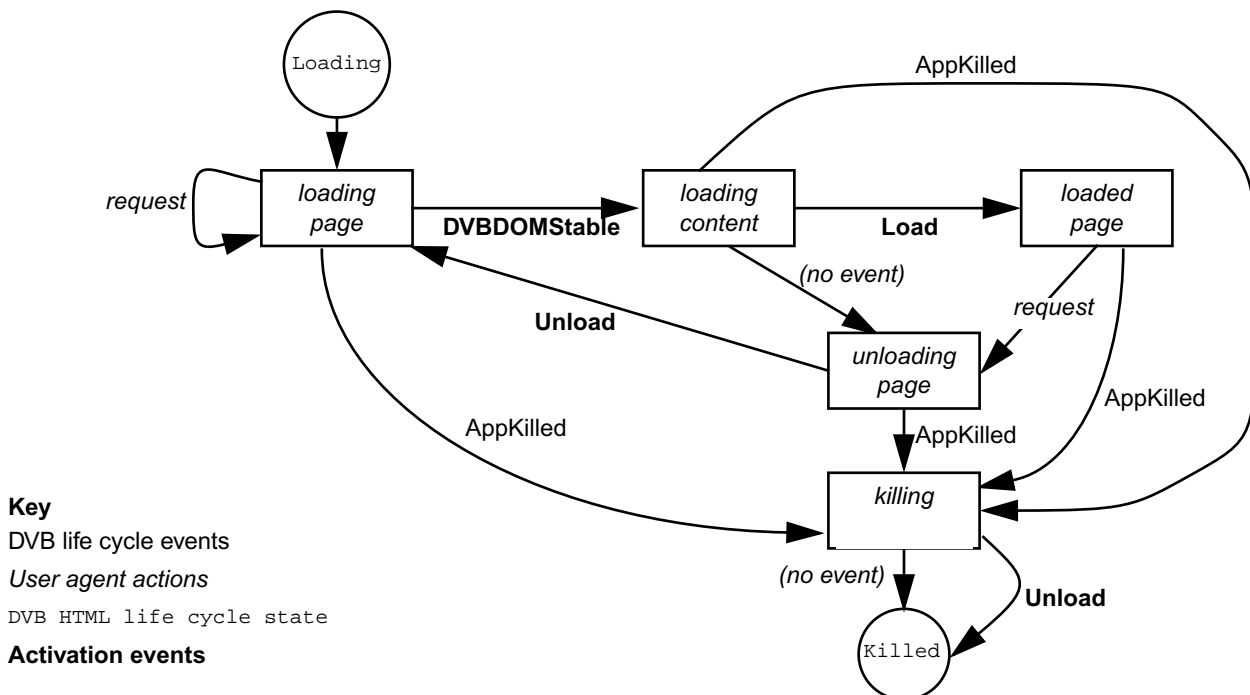 Loading
AppKilled
request
loading
page
DVBDOMStable
loading
content
Load
loaded
page
(no event)
request
Unload
unloading
page
AppKilled
AppKilled
AppKilled
killing
(no event)
Unload
Killed
Key
DVB life cycle events
User agent actions
DVB HTML life cycle state
Activation events